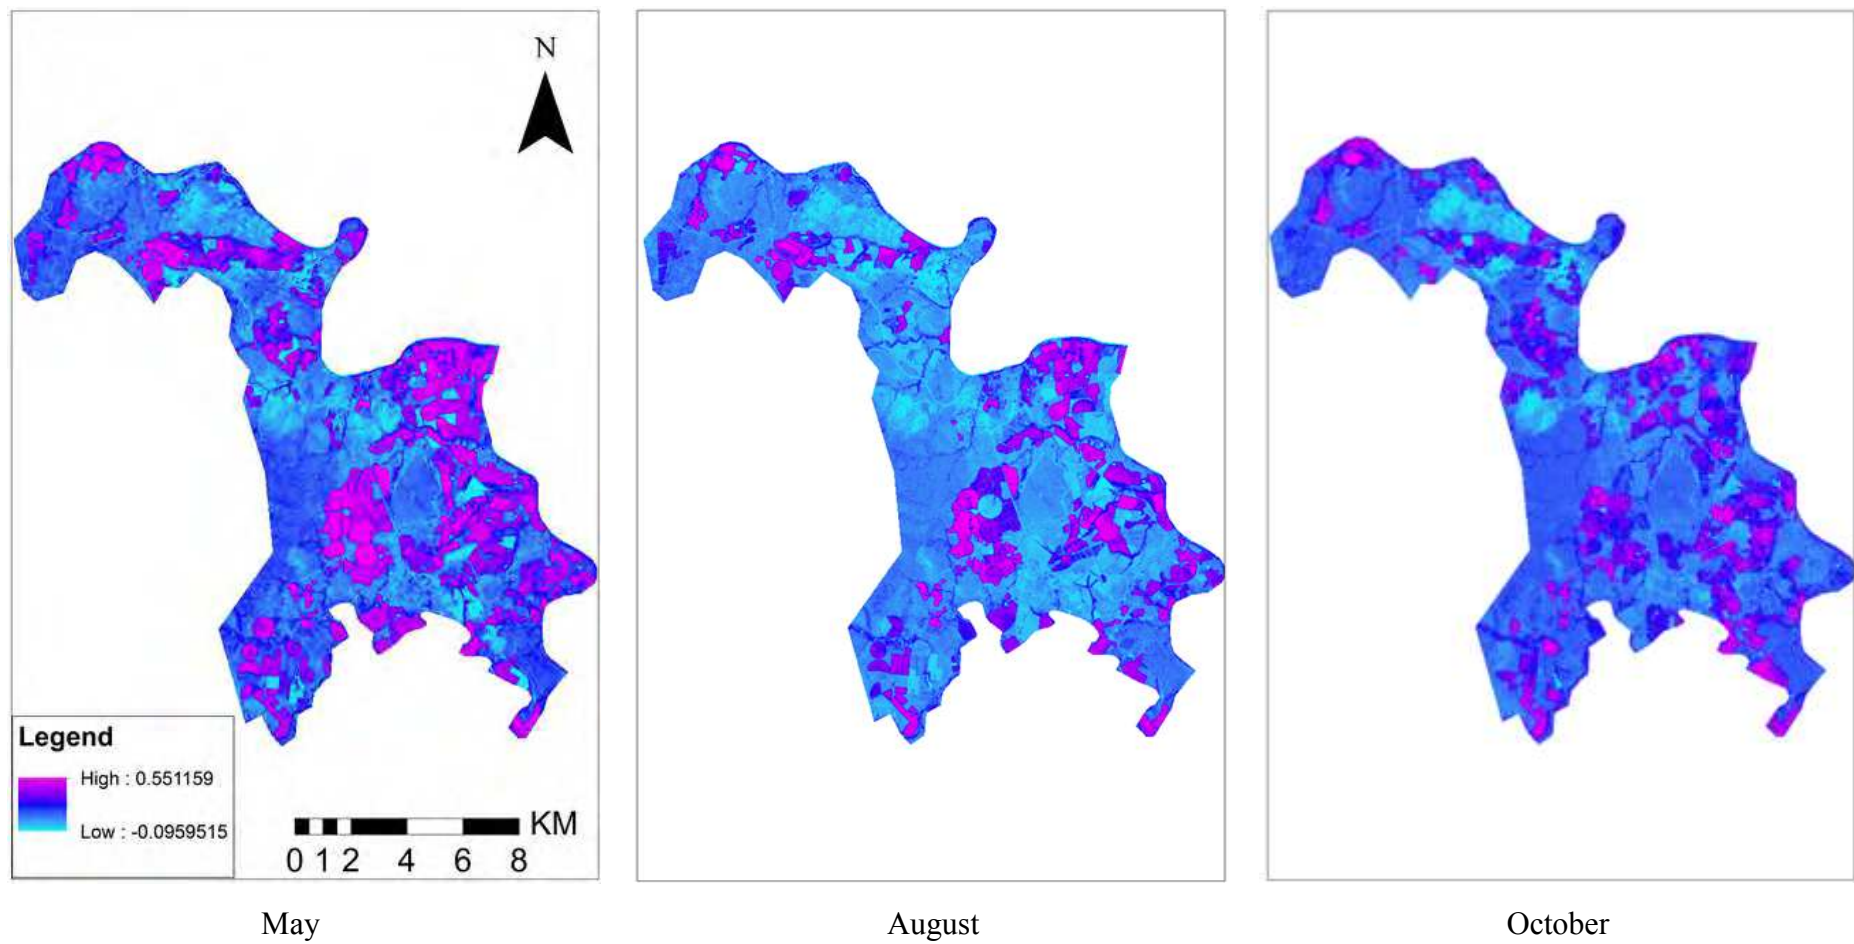 N
Legend
High : 0.551159
Low : -0.0959515
KM
0 1 2 4 6 8
May August October